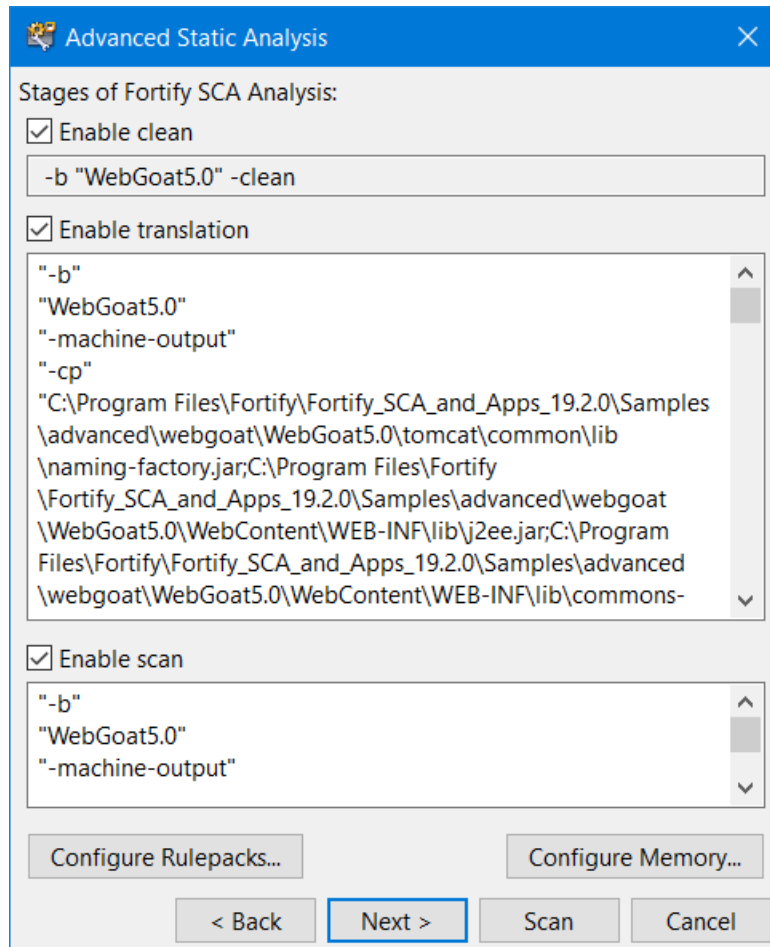 Advanced Static Analysis
Stages of Fortify SCA Analysis:
Enable clean
-b "WebGoat5.0" -clean
Enable translation
"-b"
"WebGoat5.0"
"-machine-output"
"-cp"
"C:\Program Files\Fortify\Fortify_SCA_and_Apps_19.2.0\Samples
\advanced\webgoat\WebGoat5.0\tomcat\common\lib
\naming-factory.jar;C:\Program Files\Fortify
\Fortify_SCA_and_Apps_19.2.0\Samples\advanced\webgoat
\WebGoat5.0\WebContent\WEB-INF\lib\j2ee.jar;C:\Program
Files\Fortify\Fortify_SCA_and_Apps_19.2.0\Samples\advanced
\webgoat\WebGoat5.0\WebContent\WEB-INF\lib\commons-
Enable scan
"-b"
"WebGoat5.0"
"-machine-output"
Configure Rulepacks... Configure Memory...
< Back Next > Scan Cancel